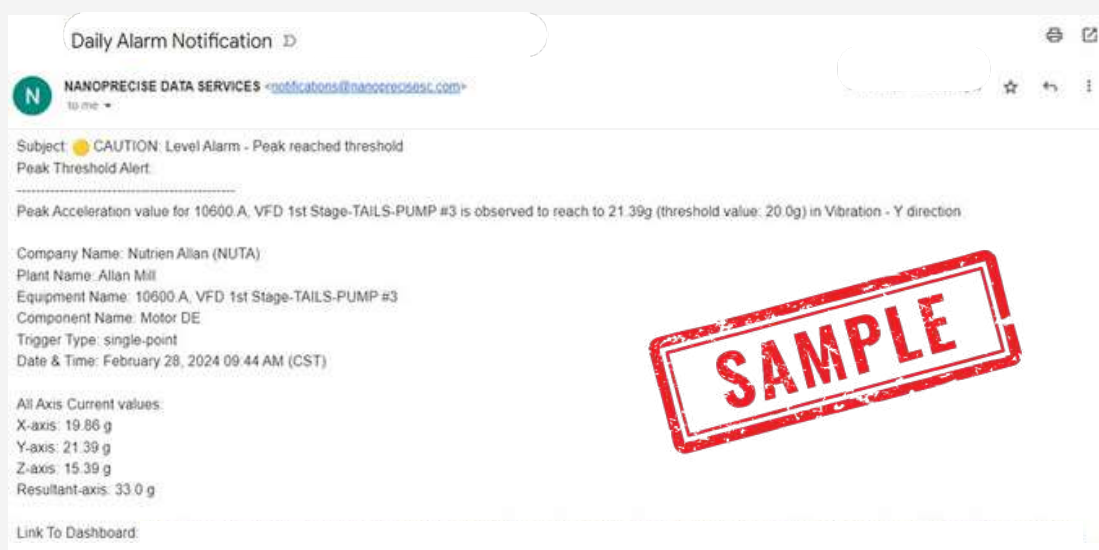 Daily Alarm Notification
N
NANOPRECISE DATA SERVICES <notifications@nanoprecisesc.com>
to me
Subject: CAUTION: Level Alarm - Peak reached threshold
Peak Threshold Alert:
-----------------------------------------------
Peak Acceleration value for 10600.A, VFD 1st Stage-TAILS-PUMP #3 is observed to reach to 21.39g (threshold value: 20.0g) in Vibration - Y direction
Company Name: Nutrien Allan (NUTA)
Plant Name: Allan Mill
Equipment Name: 10600.A, VFD 1st Stage-TAILS-PUMP #3
Component Name: Motor DE
Trigger Type: single-point
Date & Time: February 28, 2024 09:44 AM (CST)
All Axis Current values:
X-axis: 19.86 g
Y-axis: 21.39 g
Z-axis: 15.39 g
Resultant-axis: 33.0 g
Link To Dashboard:
SAMPLE